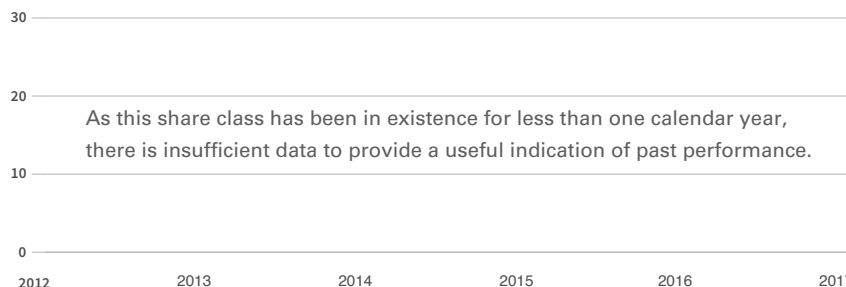 30
20
As this share class has been in existence for less than one calendar year,
there is insufficient data to provide a useful indication of past performance.
10
0
2012 2013 2014 2015 2016